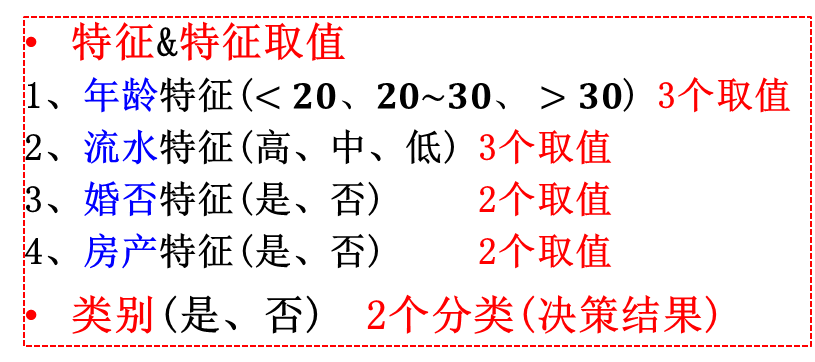 • 特征&特征取值
1、年龄特征(< 20、20~30、 > 30) 3个取值
2、流水特征(高、中、低) 3个取值
3、婚否特征(是、否) 2个取值
4、房产特征(是、否) 2个取值
• 类别(是、否) 2个分类(决策结果)